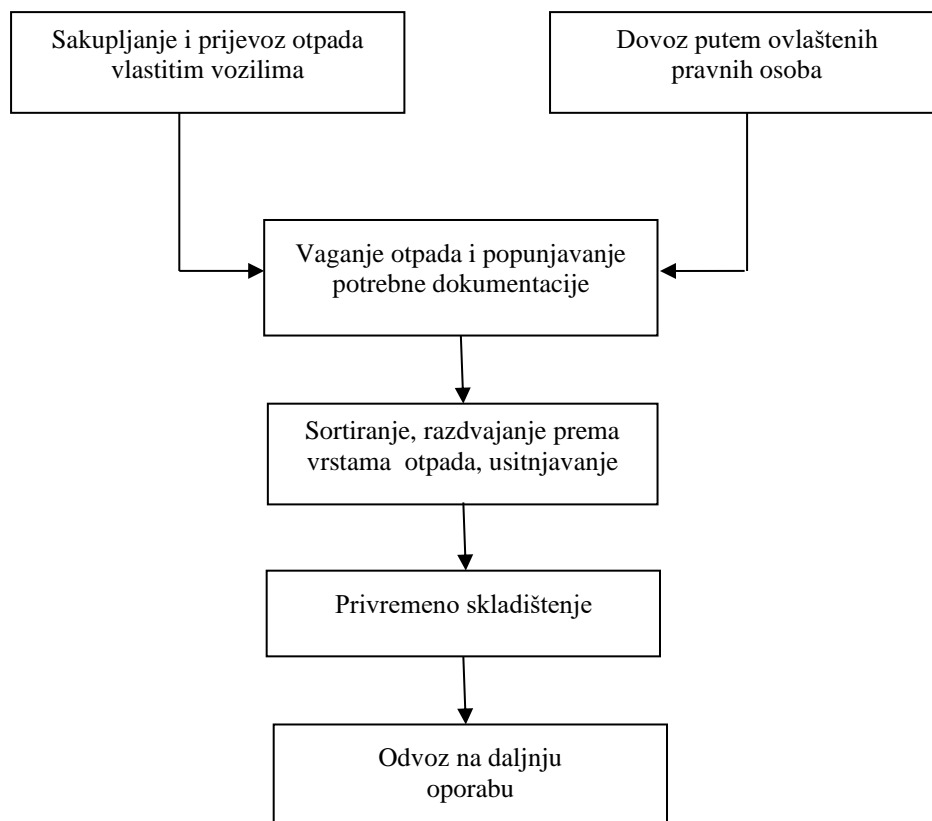 Sakupljanje i prijevoz otpada
vlastitim vozilima
Dovoz putem ovlaštenih
pravnih osoba
Vaganje otpada i popunjavanje
potrebne dokumentacije
Sortiranje, razdvajanje prema
vrstama  otpada, usitnjavanje
Privremeno skladištenje
Odvoz na daljnju
oporabu